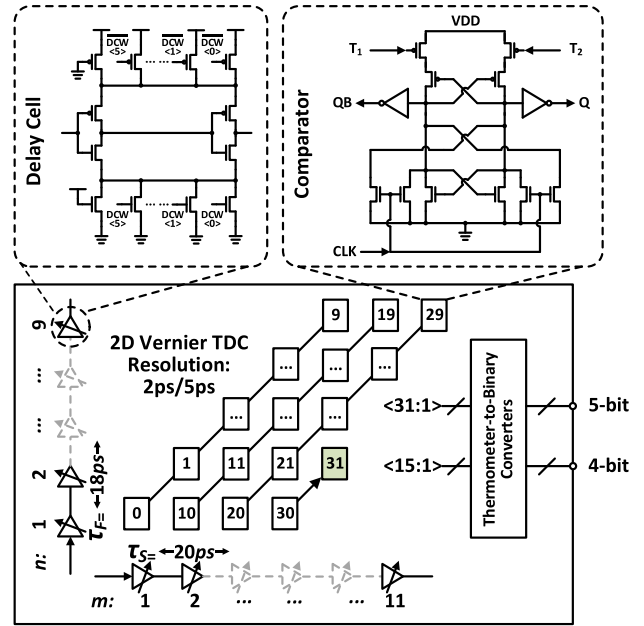 Delay Cell
DCW <5>
DCW <1>
DCW <0>
DCW <5>
DCW <1>
DCW <0>
Comparator
VDD
T1
T2
QB
Q
CLK
2D Vernier TDC
Resolution:
2ps/5ps
9
...
...
2
1
n:
τF= 18ps
9 19 29
... ...
... ... ...
1 11 21 31
0 10 20 30
τS= 20ps
m: 1 2 ... ... ... 11
<31:1>
<15:1>
Thermometer-to-Binary
Converters
5-bit
4-bit